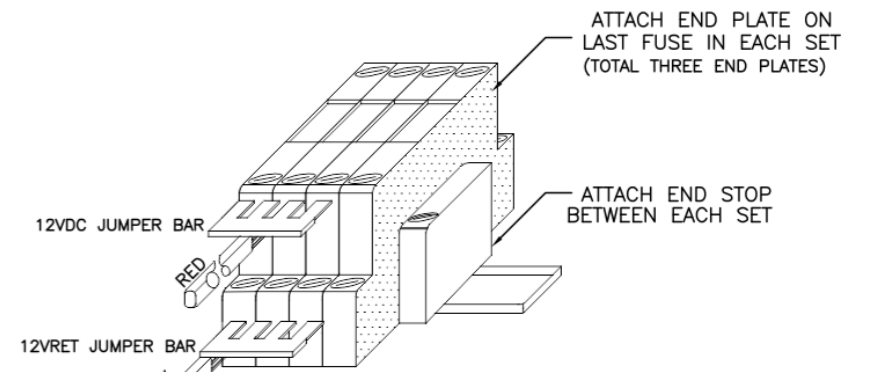 ATTACH END PLATE ON
LAST FUSE IN EACH SET
(TOTAL THREE END PLATES)
ATTACH END STOP
BETWEEN EACH SET
12VDC JUMPER BAR
RED
12VRET JUMPER BAR